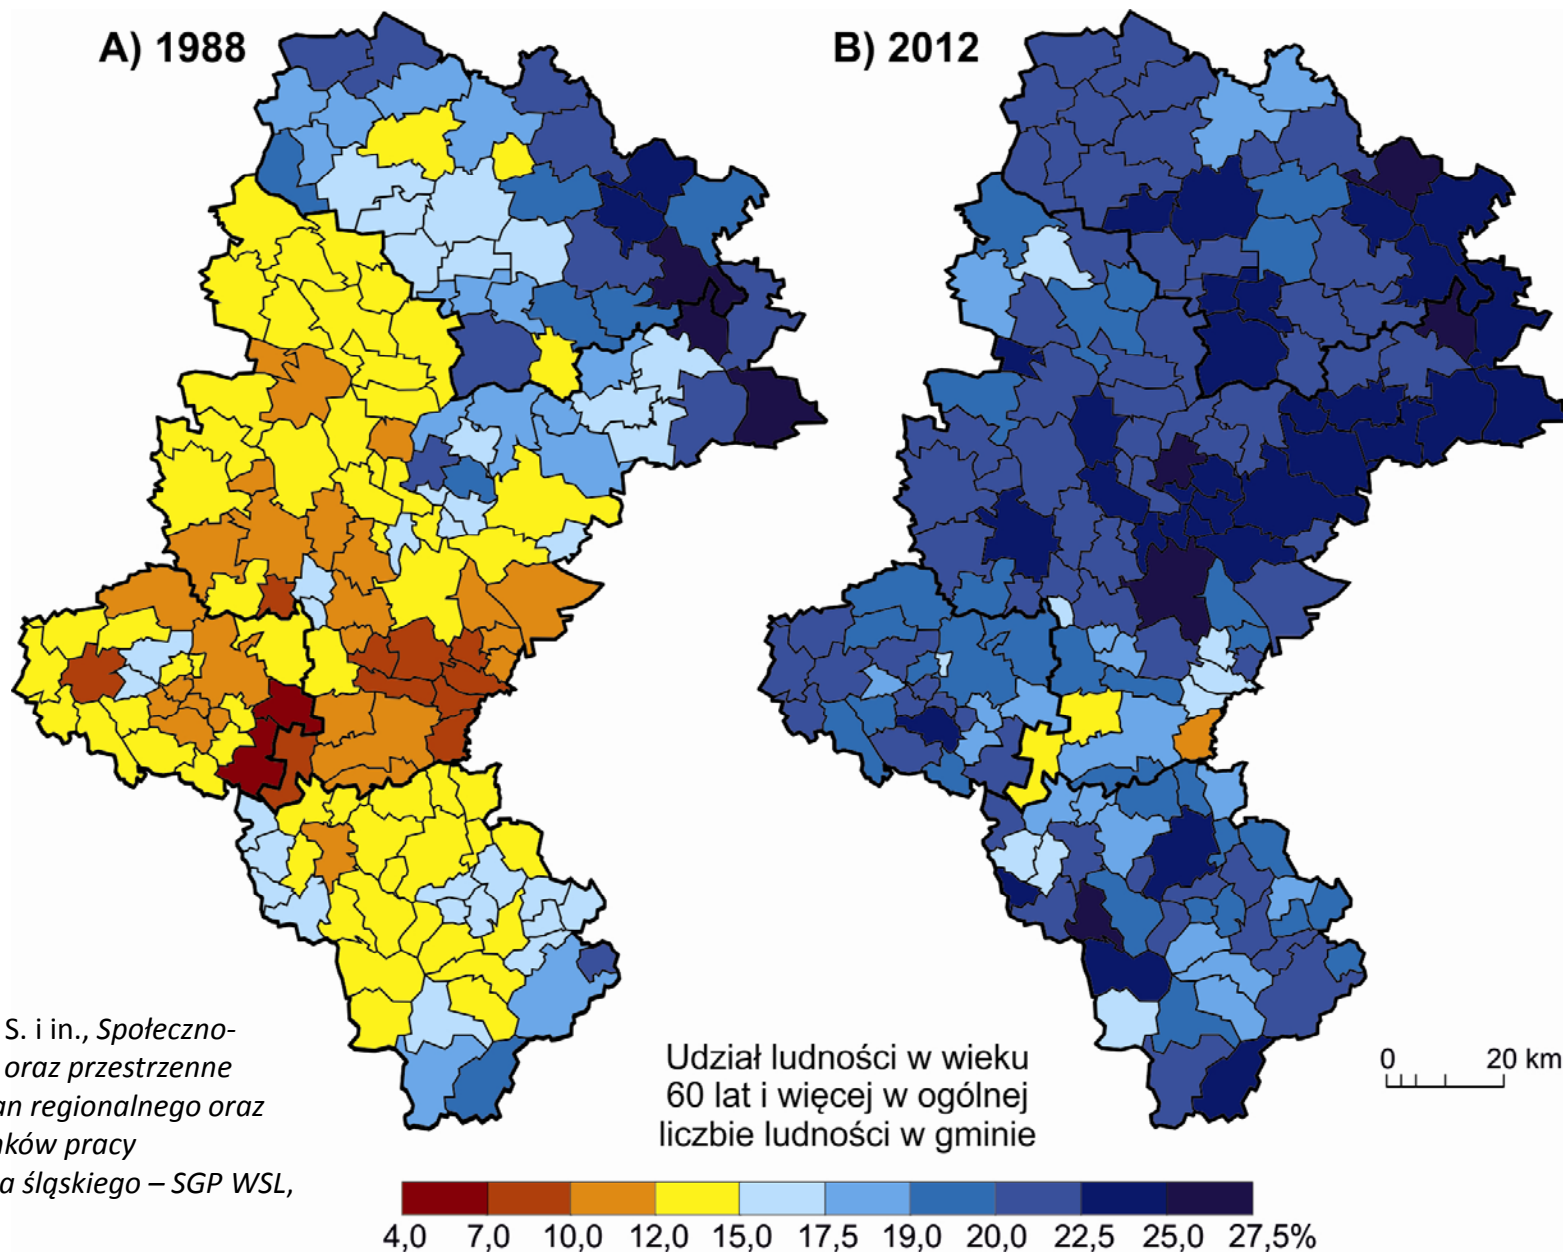 A) 1988
B) 2012
S. i in., Społeczno-
oraz przestrzenne
an regionalnego oraz
ków pracy
a śląskiego – SGP WSL,
Udział ludności w wieku
60 lat i więcej w ogólnej
liczbie ludności w gminie
0 20 km
4,0 7,0 10,0 12,0 15,0 17,5 19,0 20,0 22,5 25,0 27,5%